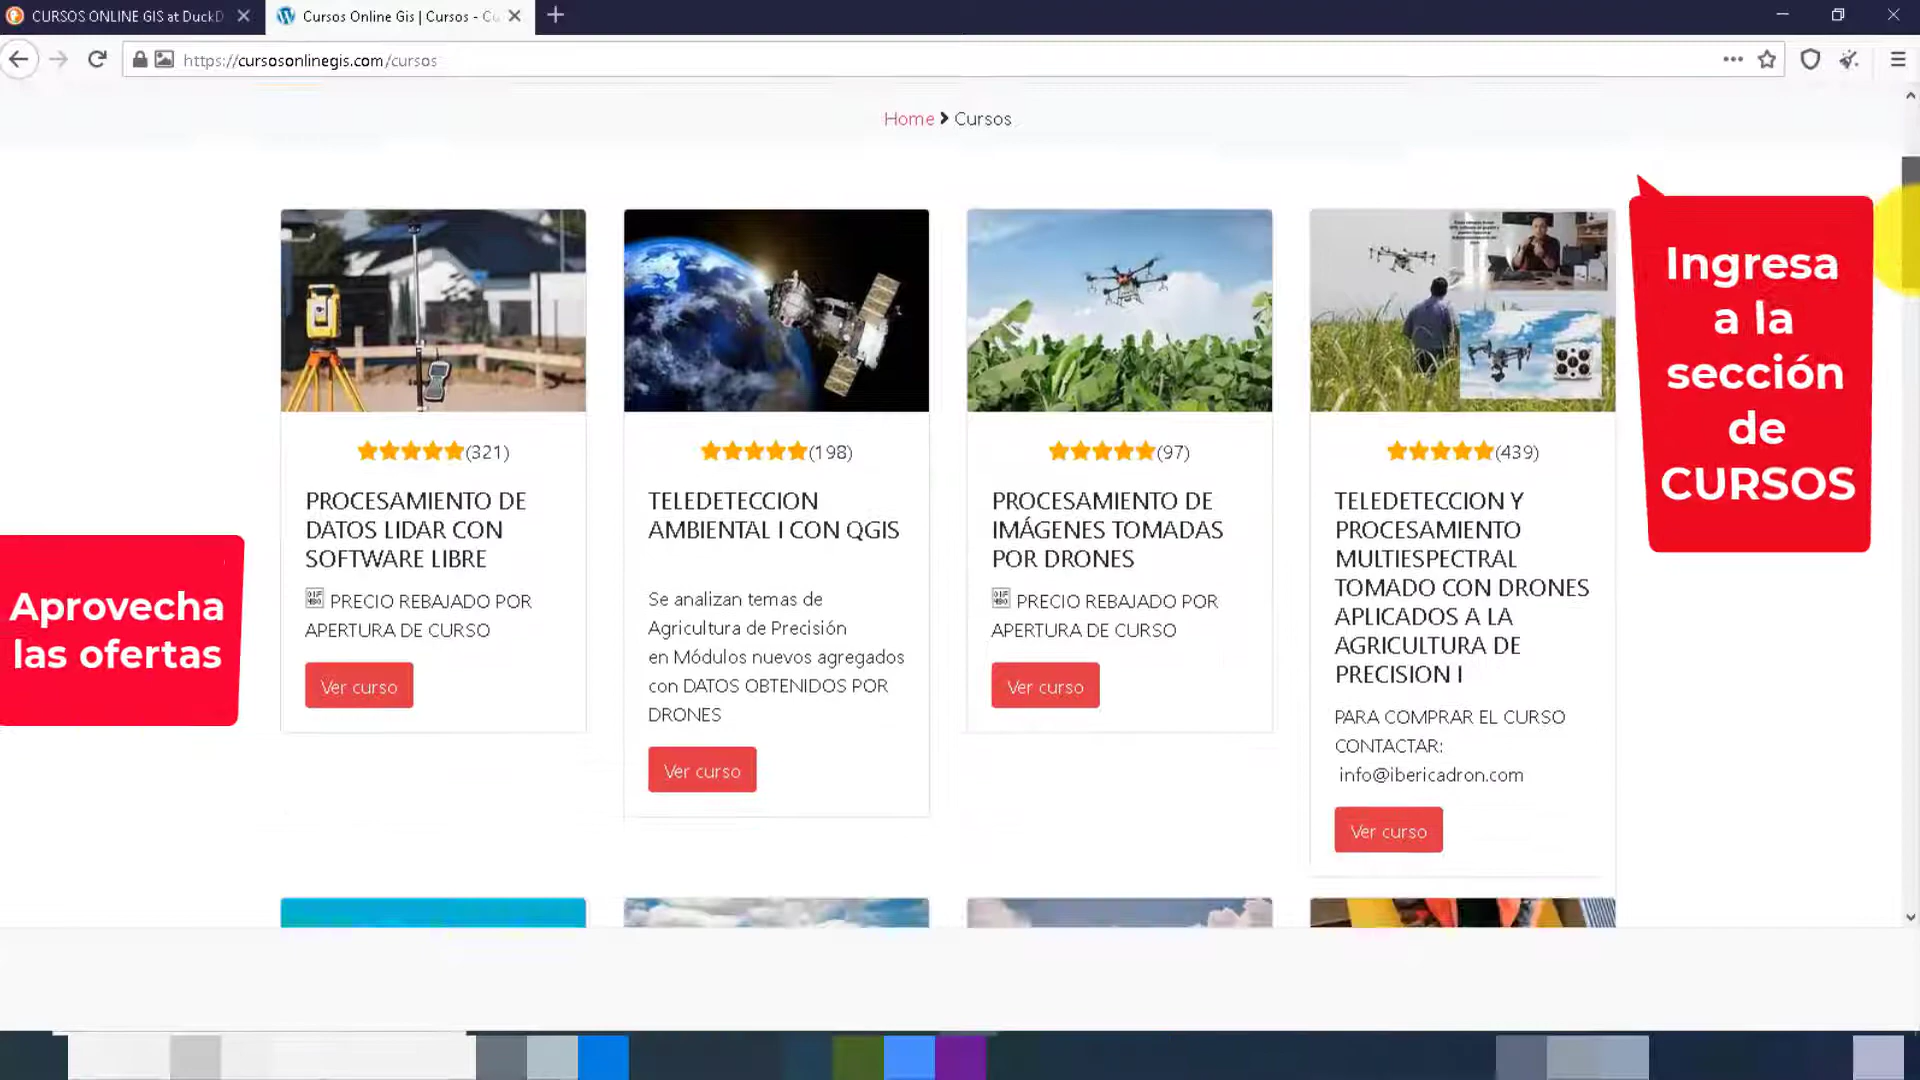 CURSOS ONLINE GIS at DuckD
Cursos Online Gis | Cursos - Cu
https://cursosonlinegis.com/cursos
Home > Cursos
Ingresa
a la
sección
de
CURSOS
Aprovecha
las ofertas
(321)
PROCESAMIENTO DE
DATOS LIDAR CON
SOFTWARE LIBRE
PRECIO REBAJADO POR
APERTURA DE CURSO
Ver curso
(198)
TELEDETECCION
AMBIENTAL I CON QGIS
Se analizan temas de
Agricultura de Precisión
en Módulos nuevos agregados
con DATOS OBTENIDOS POR
DRONES
Ver curso
(97)
PROCESAMIENTO DE
IMÁGENES TOMADAS
POR DRONES
PRECIO REBAJADO POR
APERTURA DE CURSO
Ver curso
(439)
TELEDETECCION Y
PROCESAMIENTO
MULTIESPECTRAL
TOMADO CON DRONES
APLICADOS A LA
AGRICULTURA DE
PRECISION I
PARA COMPRAR EL CURSO
CONTACTAR:
info@ibericadron.com
Ver curso